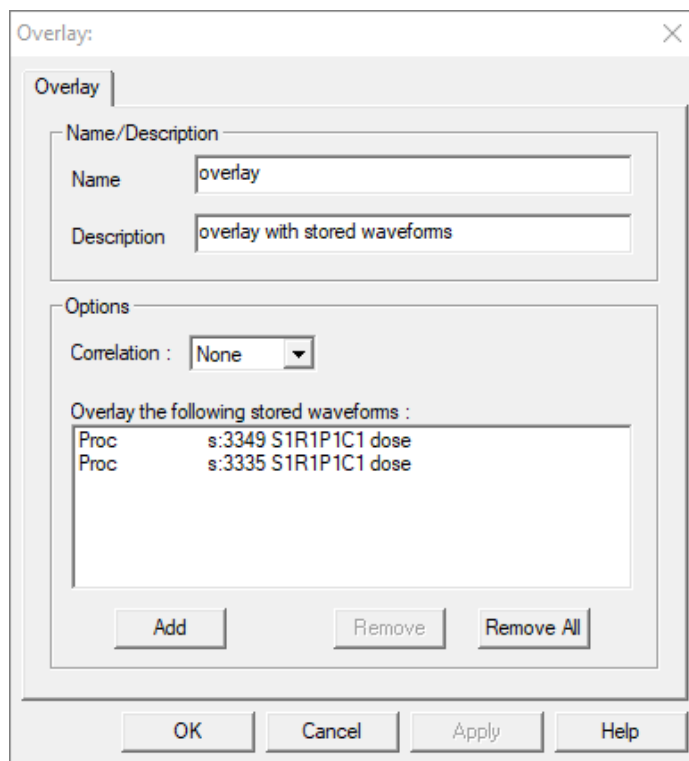 Overlay:
Overlay
Name/Description
Name overlay
Description overlay with stored waveforms
Options
Correlation : None
Overlay the following stored waveforms :
Proc s:3349 S1R1P1C1 dose
Proc s:3335 S1R1P1C1 dose
Add Remove Remove All
OK Cancel Apply Help